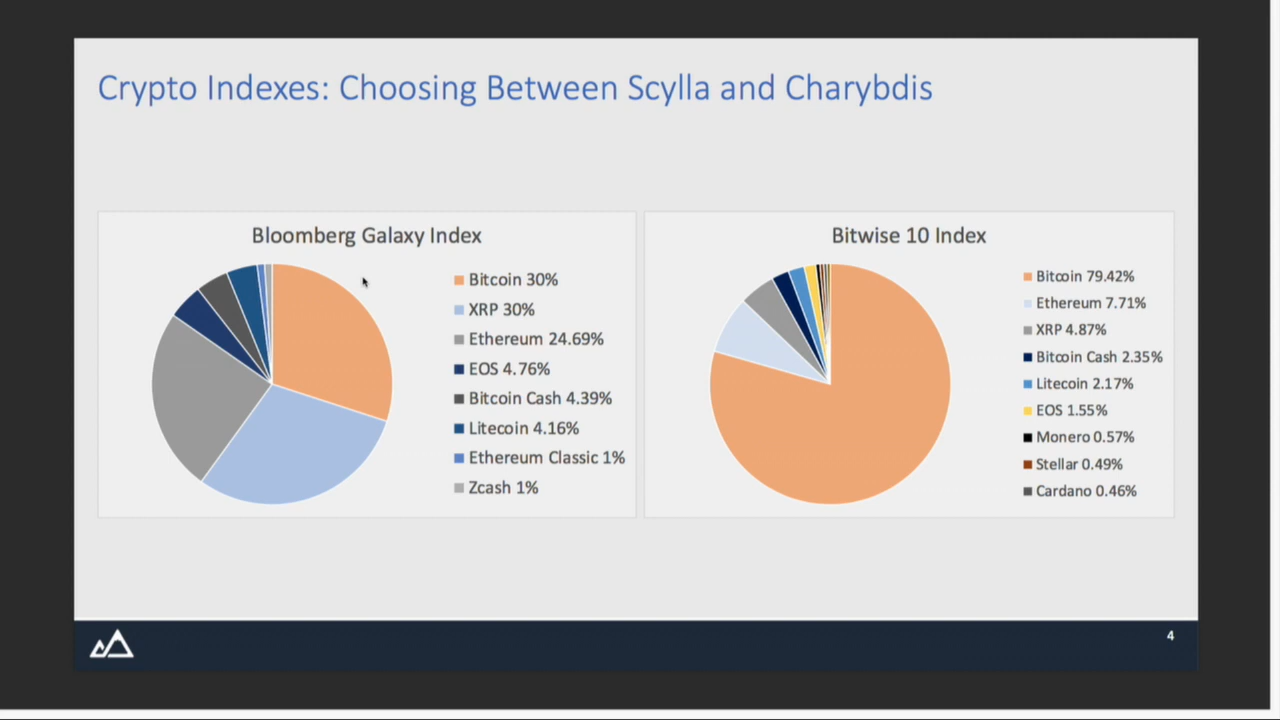 Crypto Indexes: Choosing Between Scylla and Charybdis
Bloomberg Galaxy Index
Bitcoin 30%
XRP 30%
Ethereum 24.69%
EOS 4.76%
Bitcoin Cash 4.39%
Litecoin 4.16%
Ethereum Classic 1%
Zcash 1%
Bitwise 10 Index
Bitcoin 79.42%
Ethereum 7.71%
XRP 4.87%
Bitcoin Cash 2.35%
Litecoin 2.17%
EOS 1.55%
Monero 0.57%
Stellar 0.49%
Cardano 0.46%
4